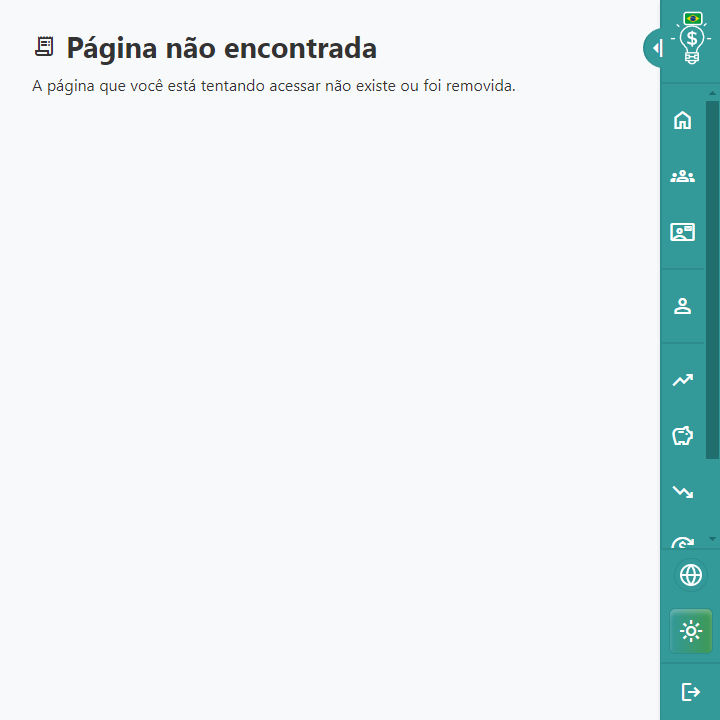 Página não encontrada
A página que você está tentando acessar não existe ou foi removida.